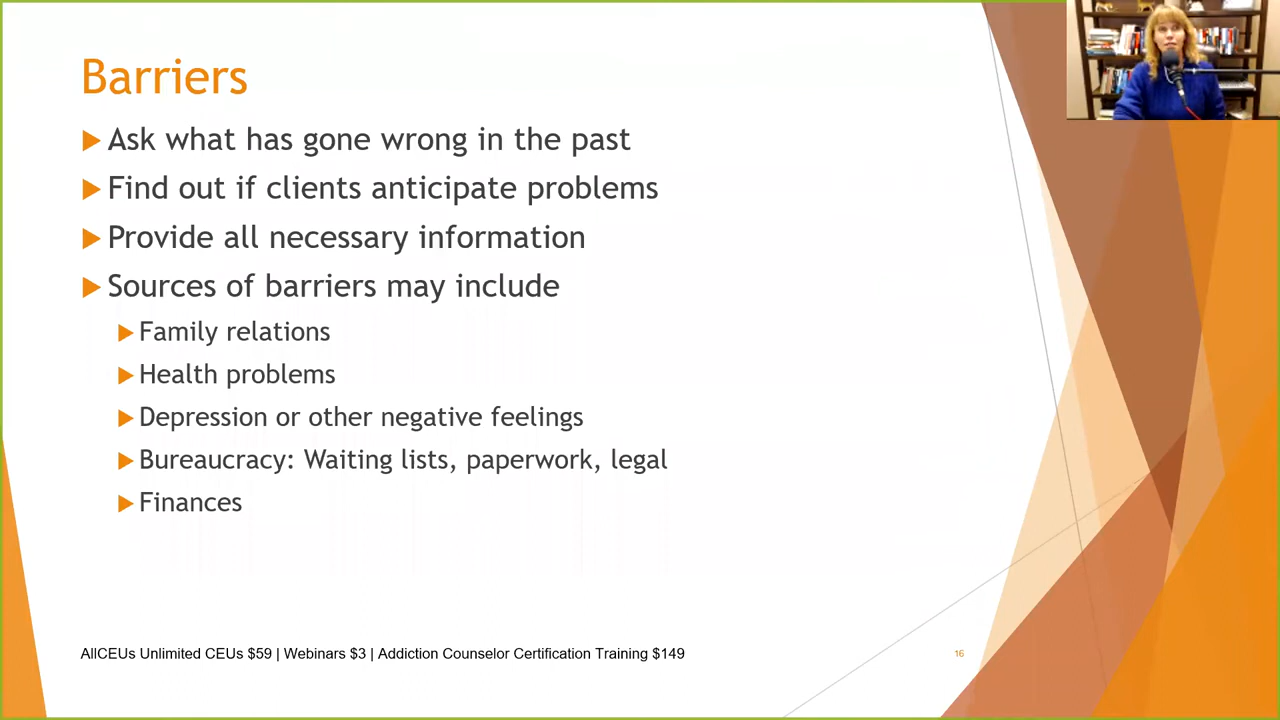 Barriers
Ask what has gone wrong in the past
Find out if clients anticipate problems
Provide all necessary information
Sources of barriers may include
Family relations
Health problems
Depression or other negative feelings
Bureaucracy: Waiting lists, paperwork, legal
Finances
AllCEUs Unlimited CEUs $59 | Webinars $3 | Addiction Counselor Certification Training $149
16